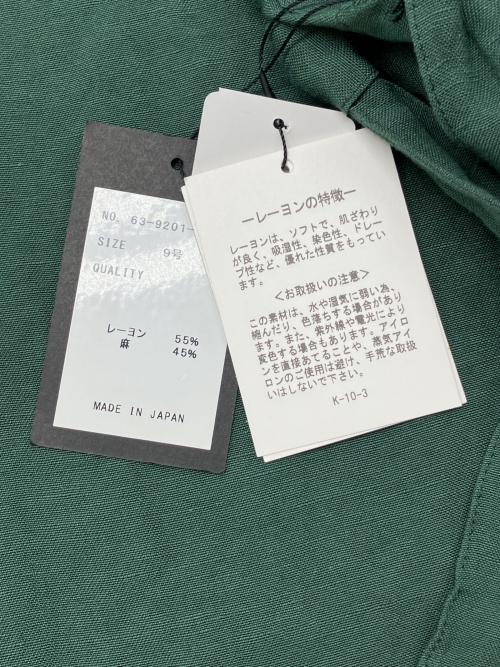 NO. 63-9201-
SIZE 9号
QUALITY
レーヨン 55%
麻 45%
MADE IN JAPAN
ーレーヨンの特徴ー
レーヨンは、ソフトで、肌ざわり
が良く、吸湿性、染色性、ドレー
プ性など、優れた性質をもってい
ます。
＜お取扱いの注意＞
この素材は、水や湿気に弱い為、
縮んだり、色落ちする場合があり
ます。また、紫外線や電光により
変色する場合もあります。アイロ
ンを直接あてることや、蒸気アイ
ロンのご使用は避け、手荒な取扱
いはしないで下さい。
K-10-3